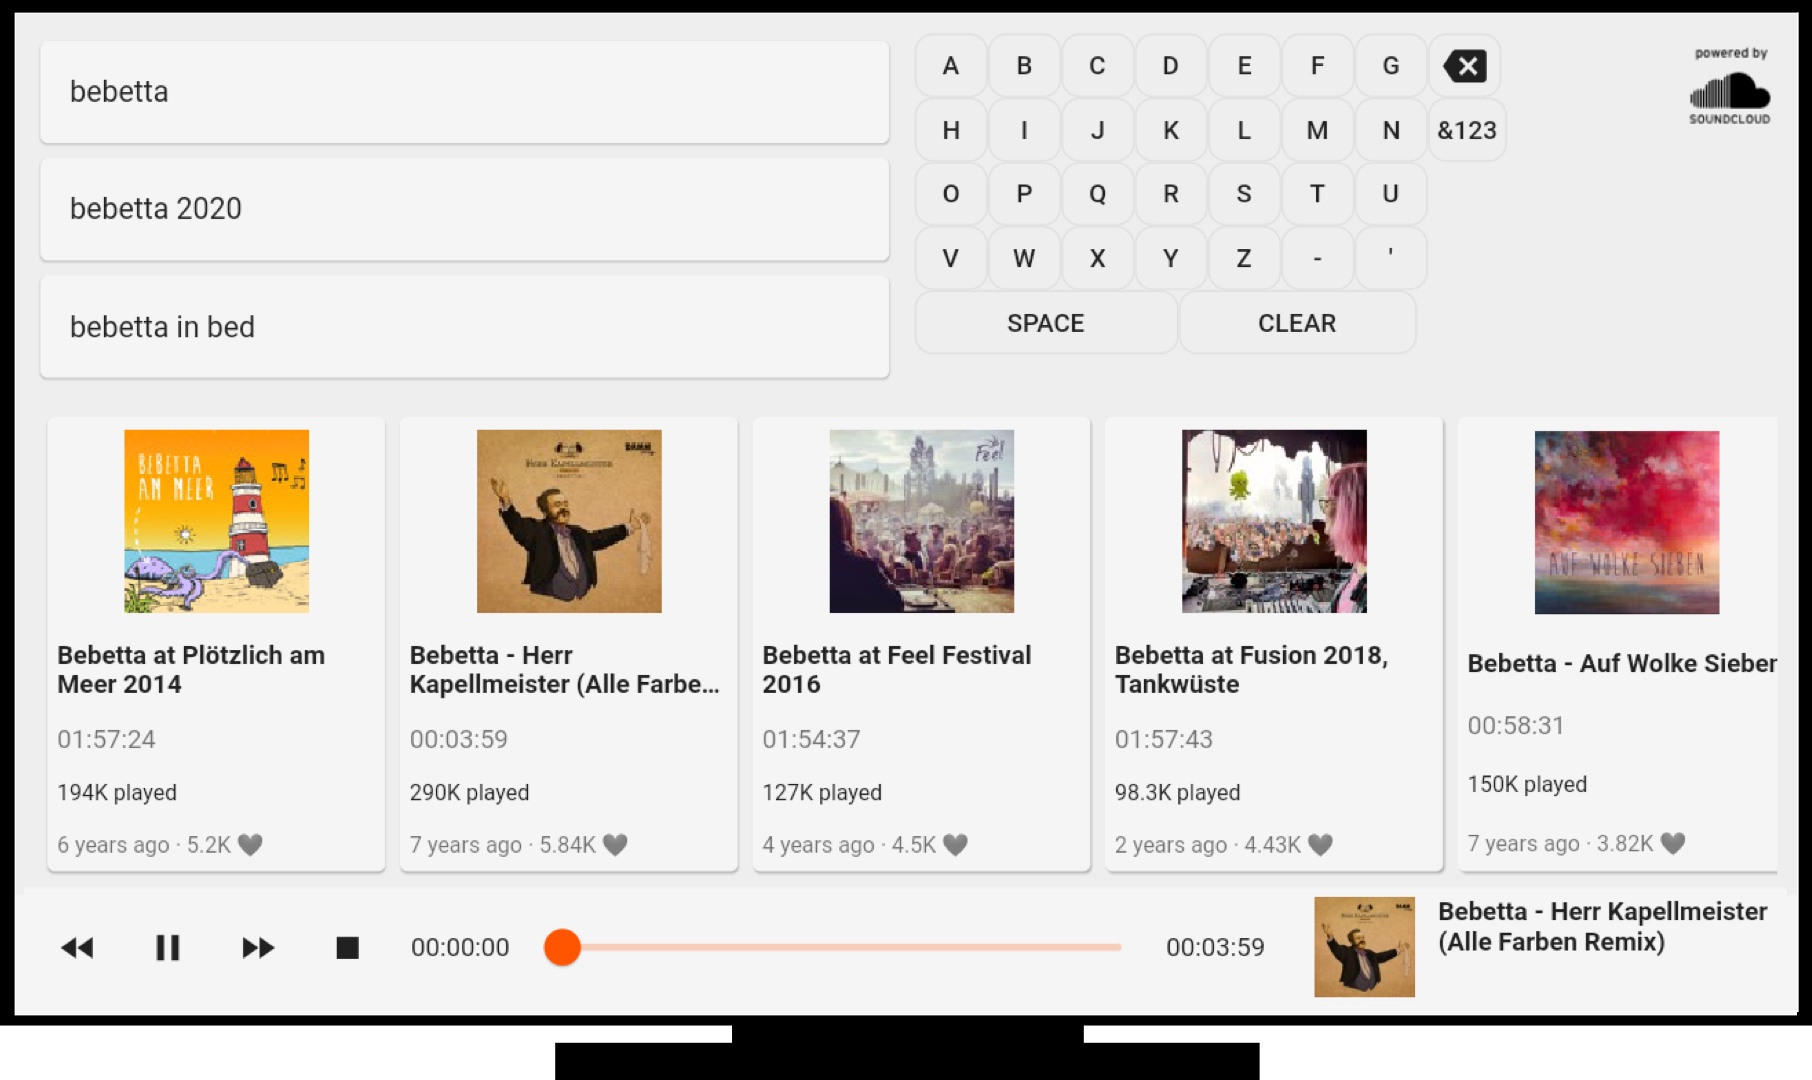 bebetta
bebetta 2020
bebetta in bed
A B C D E F G
H I J K L M N &123
O P Q R S T U
V W X Y Z - '
SPACE CLEAR
powered by
SOUNDCLOUD
BEBETTA
AM MEER
Bebetta at Plötzlich am
Meer 2014
01:57:24
194K played
6 years ago · 5.2K
HERR KAPELLMEISTER
Bebetta - Herr
Kapellmeister (Alle Farbe...
00:03:59
290K played
7 years ago · 5.84K
Feel
Bebetta at Feel Festival
2016
01:54:37
127K played
4 years ago · 4.5K
Bebetta at Fusion 2018,
Tankwüste
01:57:43
98.3K played
2 years ago · 4.43K
AUF WOLKE SIEBEN
Bebetta - Auf Wolke Sieben
00:58:31
150K played
7 years ago · 3.82K
00:00:00
00:03:59
Bebetta - Herr Kapellmeister
(Alle Farben Remix)